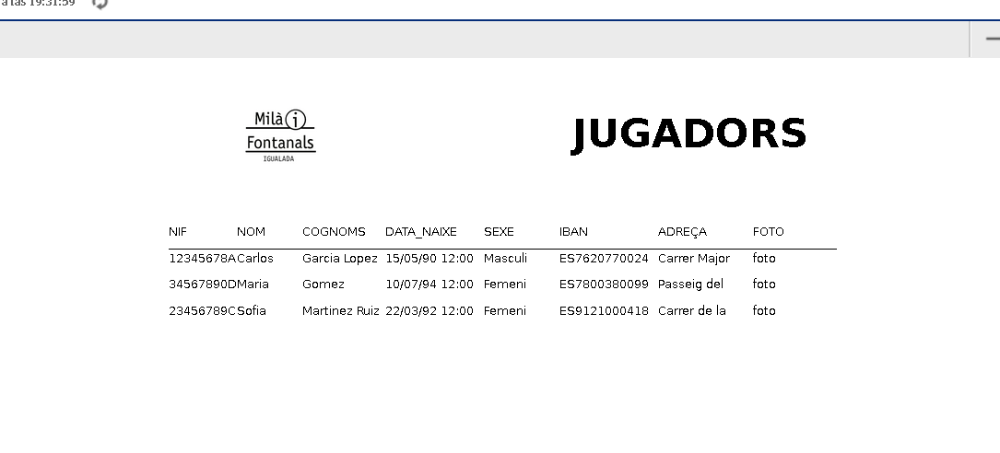 a las 19:31:59
Milà i
Fontanals
IGUALADA
JUGADORS
NIF NOM COGNOMS DATA_NAIXE SEXE IBAN ADREÇA FOTO
12345678A Carlos Garcia Lopez 15/05/90 12:00 Masculi ES7620770024 Carrer Major foto
34567890D Maria Gomez 10/07/94 12:00 Femeni ES7800380099 Passeig del foto
23456789C Sofia Martinez Ruiz 22/03/92 12:00 Femeni ES9121000418 Carrer de la foto